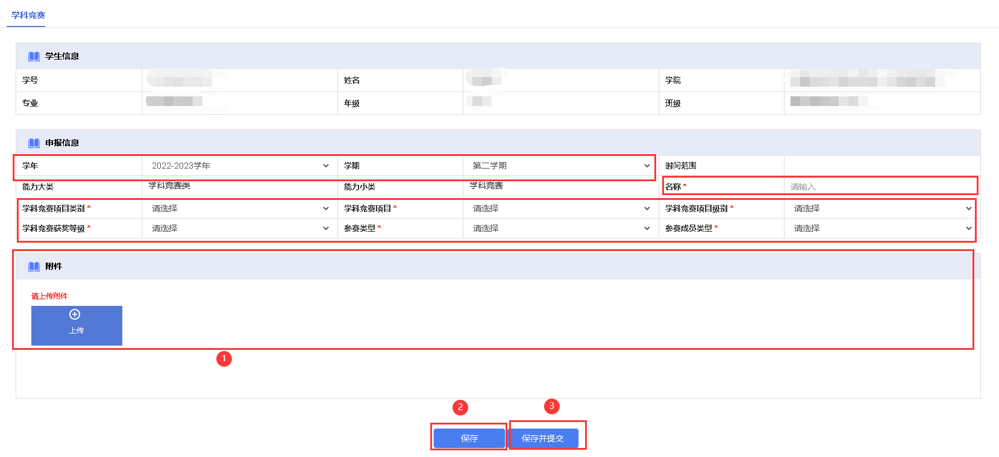 学科竞赛
学生信息
学号 姓名 学院
专业 年级 班级
申报信息
学年 2022-2023学年 学期 第二学期 时间范围
能力大类 学科竞赛类 能力小类 学科竞赛 名称 * 请输入
学科竞赛项目类别 * 请选择 学科竞赛项目 * 请选择 学科竞赛项目级别 * 请选择
学科竞赛获奖等级 * 请选择 参赛类型 * 请选择 参赛成员类型 * 请选择
附件
请上传附件
上传
1
2 3
保存 保存并提交